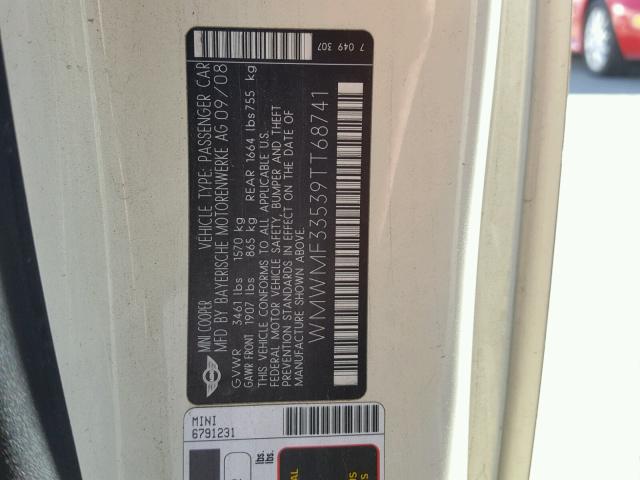 MINI COOPER VEHICLE TYPE: PASSENGER CAR
MFD BY BAYERISCHE MOTORENWERKE AG 09/08
GVWR 3461 lbs 1570 kg
GAWR FRONT 1907 lbs 865 kg REAR 1664 lbs 755 kg
THIS VEHICLE CONFORMS TO ALL APPLICABLE U.S.
FEDERAL MOTOR VEHICLE SAFETY, BUMPER AND THEFT
PREVENTION STANDARDS IN EFFECT ON THE DATE OF
MANUFACTURE SHOWN ABOVE.
WMWMF33539TT68741
7 049 307
MINI
6791231
lbs.
lbs.